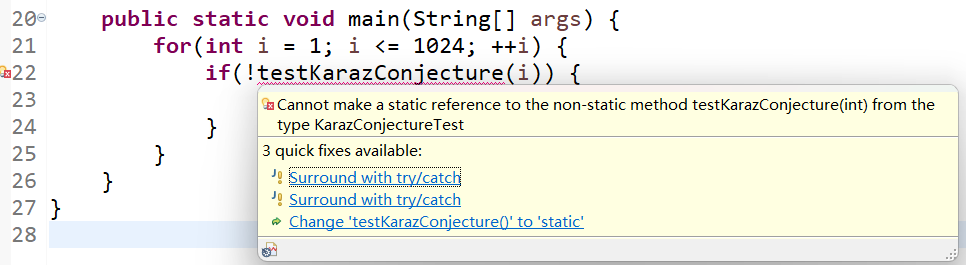 20 public static void main(String[] args) {
21 for(int i = 1; i <= 1024; ++i) {
22 if(!testKarazConjecture(i)) {
23
Cannot make a static reference to the non-static method testKarazConjecture(int) from the
24 }
type KarazConjectureTest
25 }
3 quick fixes available:
26 }
Surround with try/catch
27 }
Surround with try/catch
28
Change 'testKarazConjecture()' to 'static'